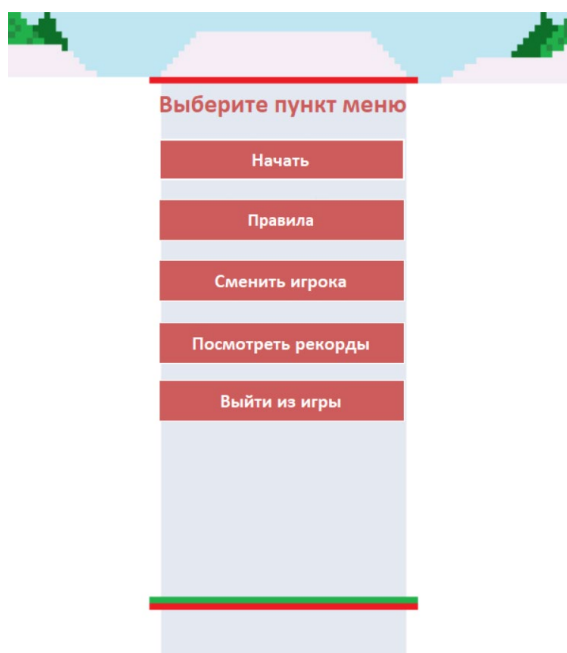 Выберите пункт меню
Начать
Правила
Сменить игрока
Посмотреть рекорды
Выйти из игры